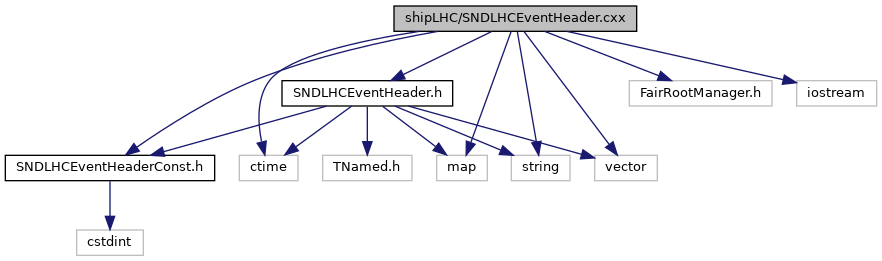 shipLHC/SNDLHCEventHeader.cxx
SNDLHCEventHeader.h
FairRootManager.h
iostream
SNDLHCEventHeaderConst.h
ctime
TNamed.h
map
string
vector
cstdint